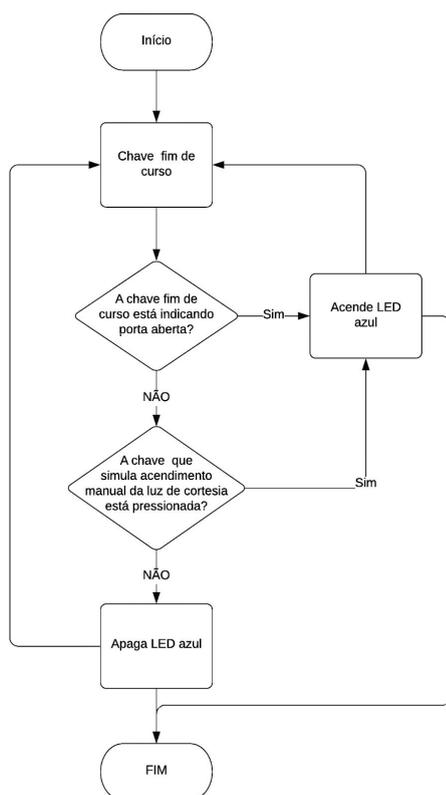 Início
Chave fim de
curso
A chave fim de
curso está indicando
porta aberta?
Sim
Acende LED
azul
NÃO
A chave que
simula acendimento
manual da luz de cortesia
está pressionada?
Sim
NÃO
Apaga LED azul
FIM